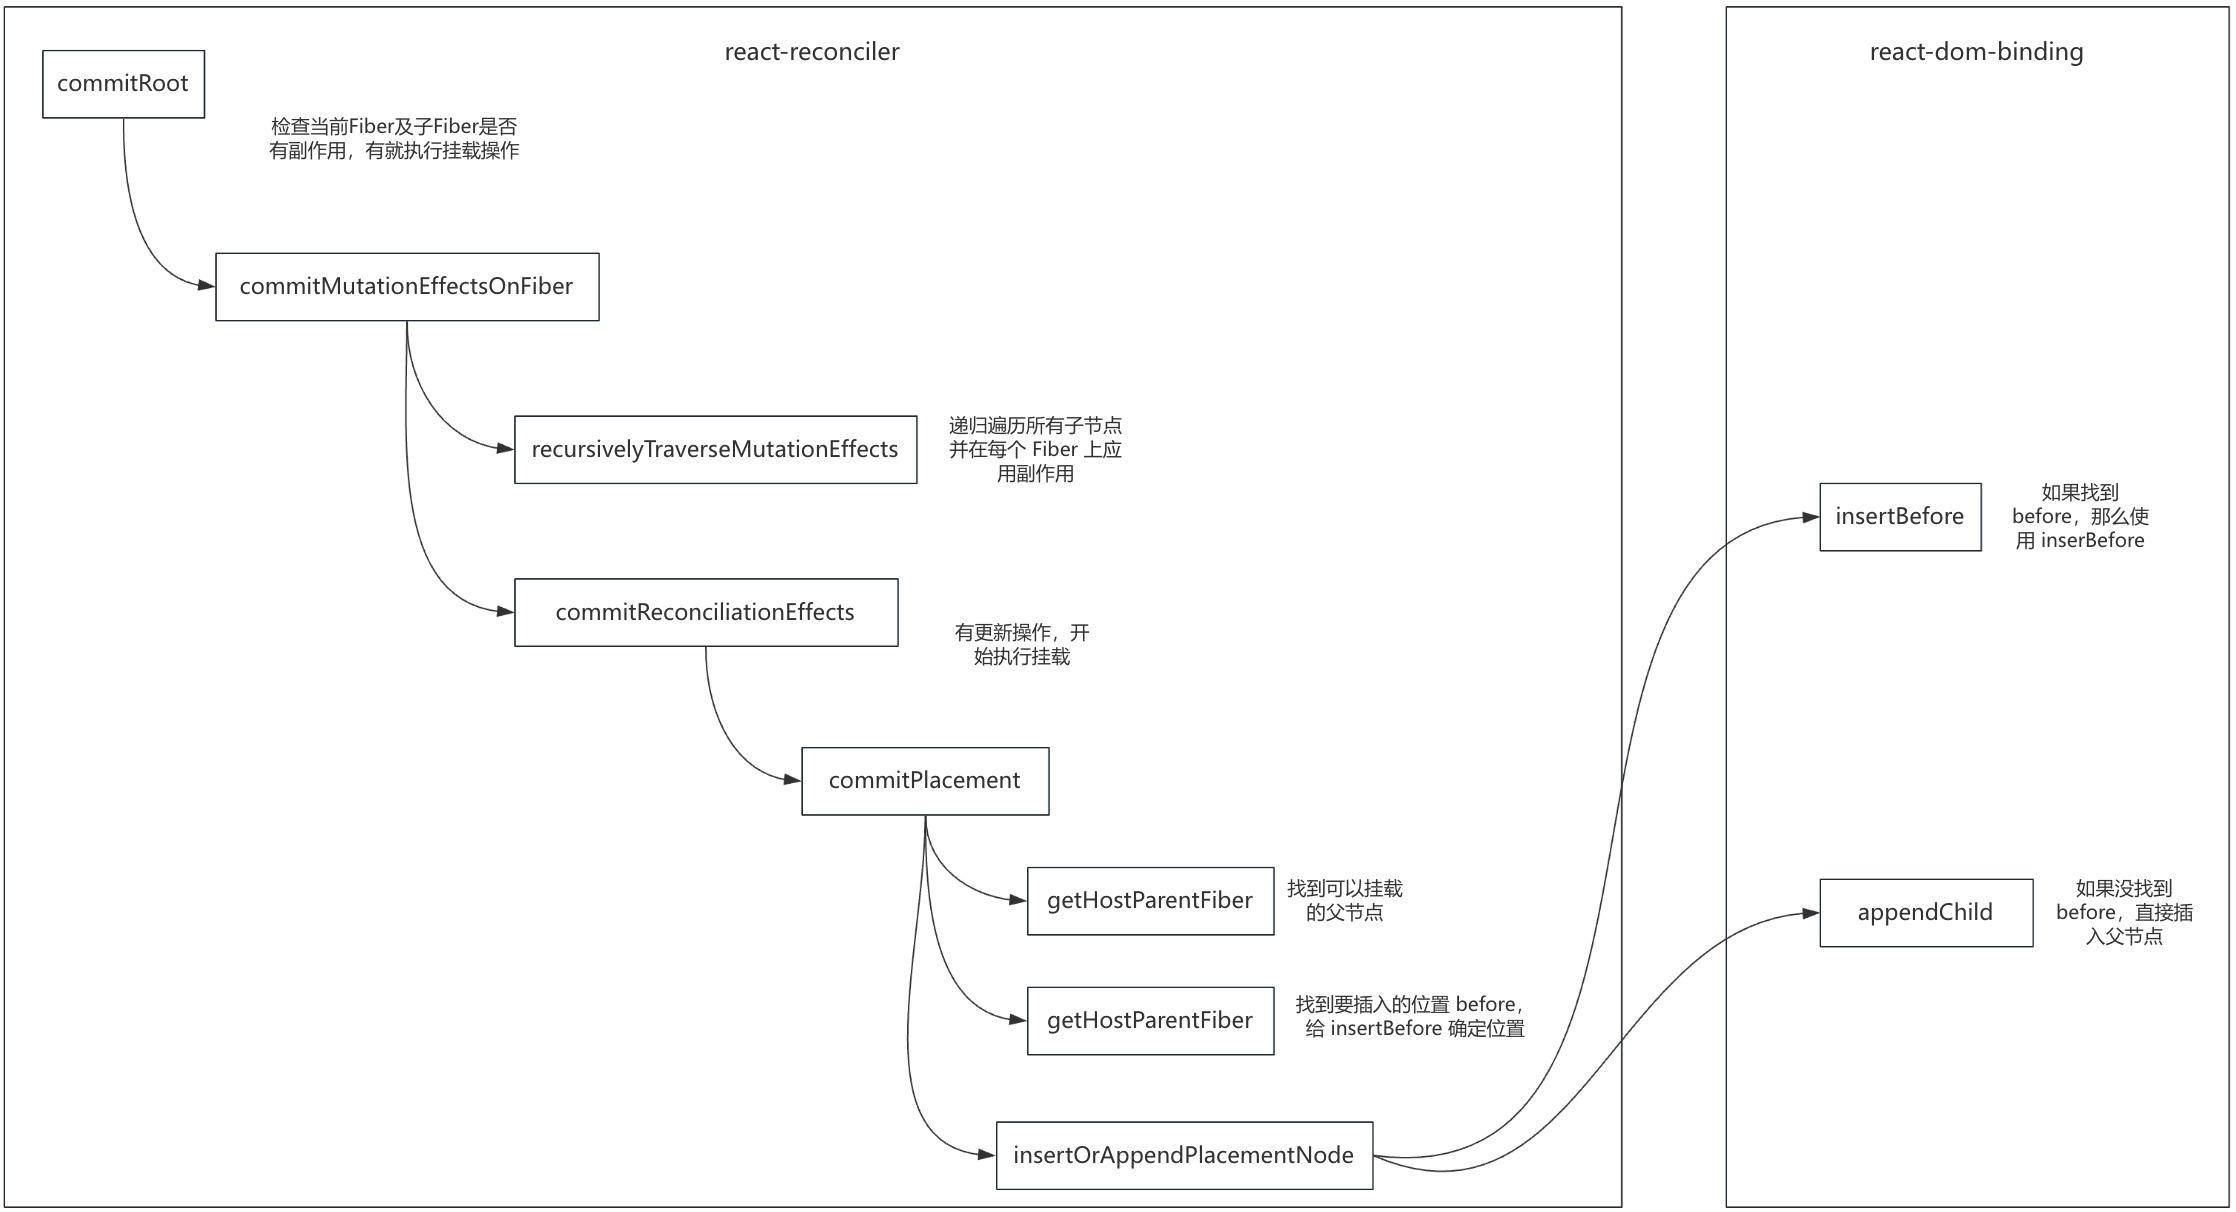 react-reconciler
react-dom-binding
commitRoot
检查当前Fiber及子Fiber是否
有副作用，有就执行挂载操作
commitMutationEffectsOnFiber
recursivelyTraverseMutationEffects
递归遍历所有子节点
并在每个 Fiber 上应
用副作用
insertBefore
如果找到
before，那么使
用 inserBefore
commitReconciliationEffects
有更新操作，开
始执行挂载
commitPlacement
getHostParentFiber
找到可以挂载
的父节点
appendChild
如果没找到
before，直接插
入父节点
getHostParentFiber
找到要插入的位置 before，
给 insertBefore 确定位置
insertOrAppendPlacementNode